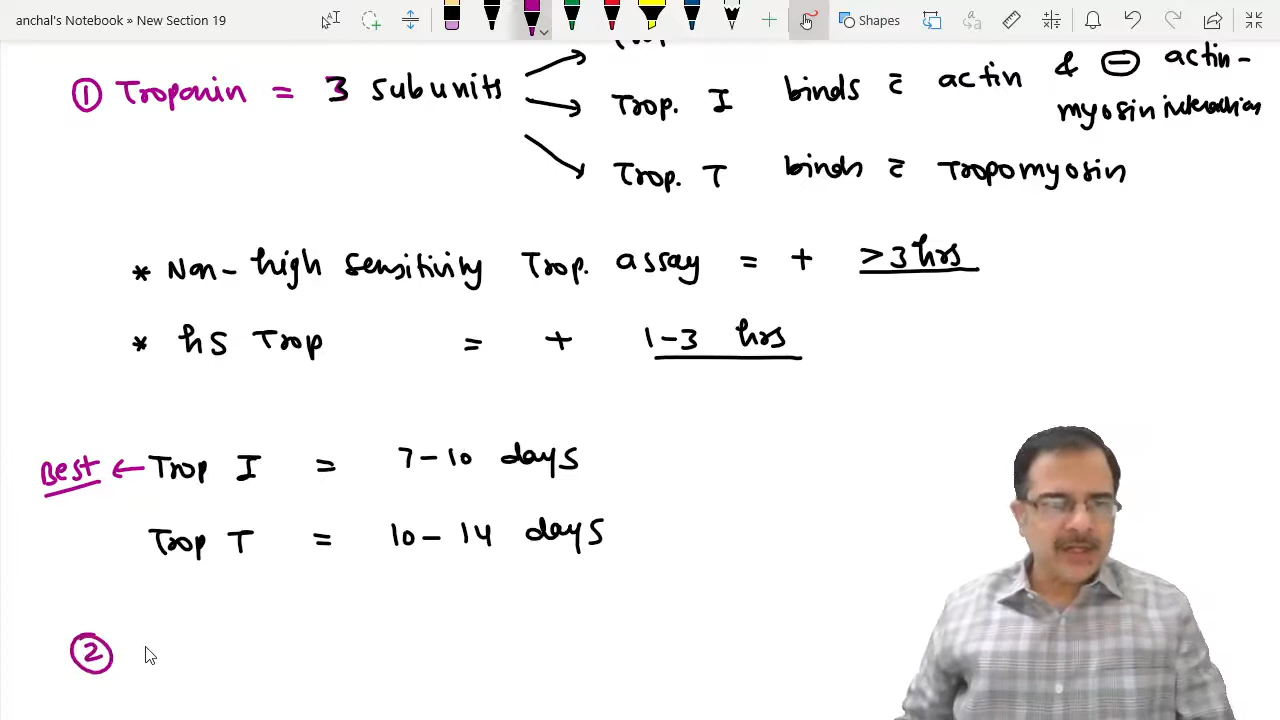 anchal's Notebook » New Section 19
Shapes
① Troponin = 3 subunits
Trop. I binds c̄ actin & ⊖ actin-
myosin interaction
Trop. T binds c̄ Tropomyosin
* Non-high sensitivity Trop. assay = + >3 hrs
* hS Trop = + 1-3 hrs
Best ← Trop I = 7-10 days
Trop T = 10-14 days
②